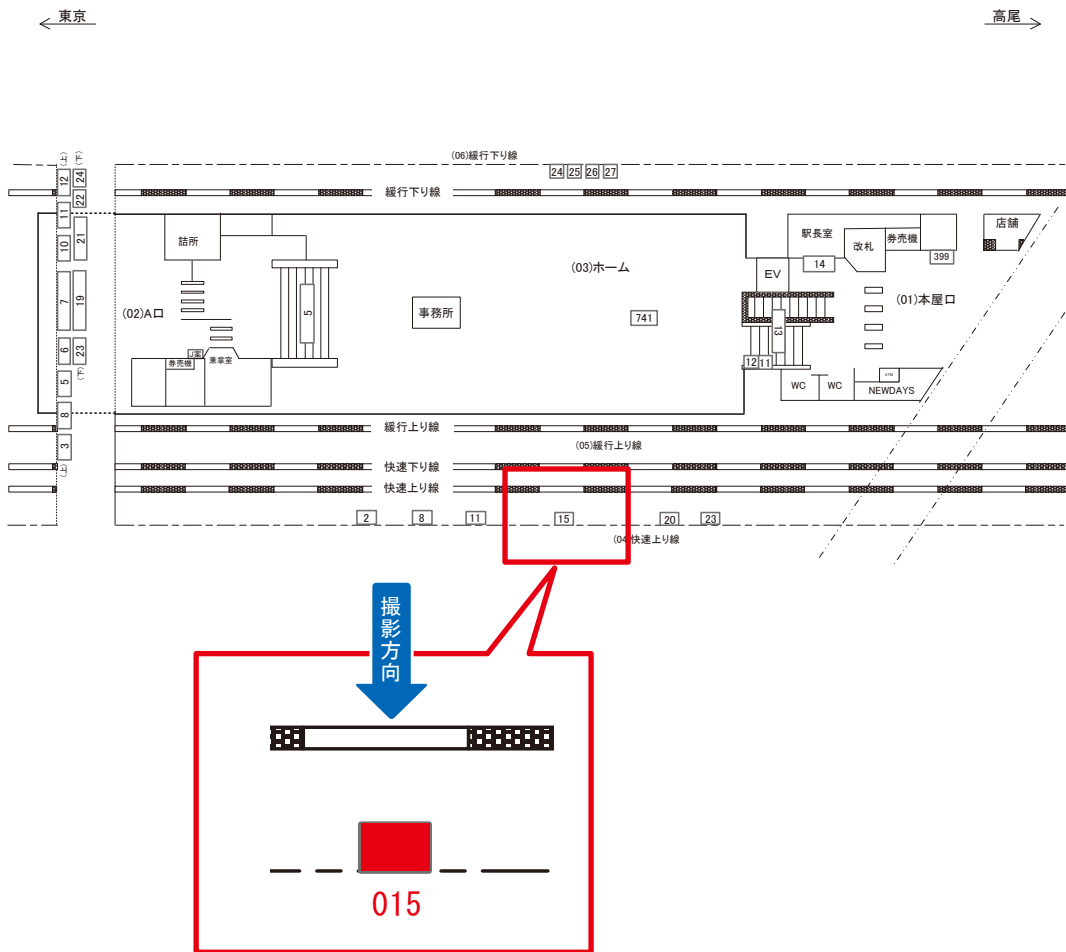 東京
高尾
(06)緩行下り線
(上)
(下)
12
24
22
11
10
21
7
19
6
23
(下)
5
8
3
(上)
24
25
26
27
緩行下り線
詰所
(02)A口
J室
券売機
兼掌室
5
事務所
(03)ホーム
741
EV
13
12
11
駅長室
14
改札
券売機
399
店舗
(01)本屋口
WC
WC
ATM
NEWDAYS
緩行上り線
(05)緩行上り線
快速下り線
快速上り線
2
8
11
15
20
23
(04)快速上り線
撮影方向
015